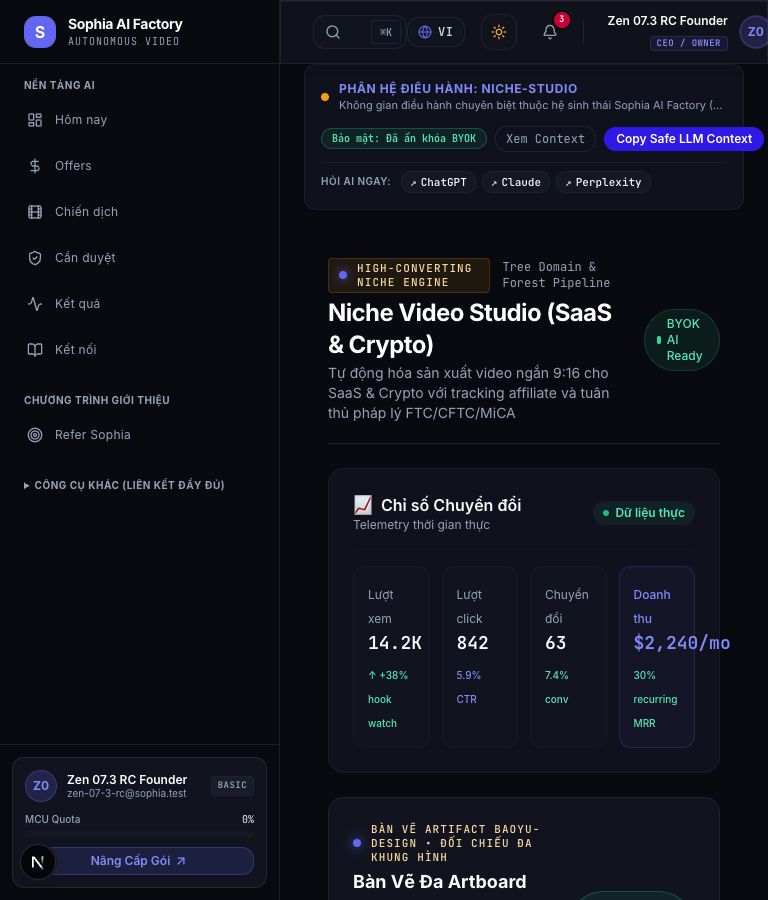 S
Sophia AI Factory
AUTONOMOUS VIDEO
NỀN TẢNG AI
Hôm nay
Offers
Chiến dịch
Cần duyệt
Kết quả
Kết nối
CHƯƠNG TRÌNH GIỚI THIỆU
Refer Sophia
CÔNG CỤ KHÁC (LIÊN KẾT ĐẦY ĐỦ)
Z0
Zen 07.3 RC Founder
zen-07-3-rc@sophia.test
BASIC
MCU Quota
0%
N
Nâng Cấp Gói ↗
⌘K
VI
3
Zen 07.3 RC Founder
CEO / OWNER
Z0
PHÂN HỆ ĐIỀU HÀNH: NICHE-STUDIO
Không gian điều hành chuyên biệt thuộc hệ sinh thái Sophia AI Factory (...
Bảo mật: Đã ẩn khóa BYOK
Xem Context
Copy Safe LLM Context
HỎI AI NGAY:
↗ ChatGPT
↗ Claude
↗ Perplexity
HIGH-CONVERTING
NICHE ENGINE
Tree Domain &
Forest Pipeline
Niche Video Studio (SaaS
& Crypto)
Tự động hóa sản xuất video ngắn 9:16 cho
SaaS & Crypto với tracking affiliate và tuân
thủ pháp lý FTC/CFTC/MiCA
BYOK
AI
Ready
📈 Chỉ số Chuyển đổi
Telemetry thời gian thực
Dữ liệu thực
Lượt
xem
14.2K
↑ +38%
hook
watch
Lượt
click
842
5.9%
CTR
Chuyển
đổi
63
7.4%
conv
Doanh
thu
$2,240/mo
30%
recurring
MRR
BẢN VẼ ARTIFACT BAOYU-
DESIGN • ĐỐI CHIẾU ĐA
KHUNG HÌNH
Bản Vẽ Đa Artboard